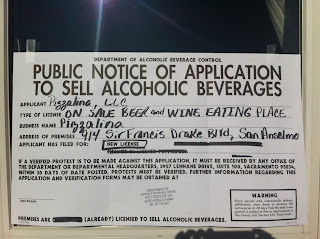 DEPARTMENT OF ALCOHOLIC BEVERAGE CONTROL
PUBLIC NOTICE OF APPLICATION
TO SELL ALCOHOLIC BEVERAGES
APPLICANT Pizzalina, LLC
TYPE OF LICENSE ON SALE BEER and WINE EATING PLACE
BUSINESS NAME Pizzalina
ADDRESS OF PREMISES 914 Sir Francis Drake Blvd, San Anselmo
APPLICANT HAS FILED FOR: NEW LICENSE
IF A VERIFIED PROTEST IS TO BE MADE AGAINST THIS APPLICATION, IT MUST BE RECEIVED BY ANY OFFICE OF
THE DEPARTMENT OR DEPARTMENTAL HEADQUARTERS, 3927 LENNANE DRIVE, SUITE 100, SACRAMENTO 95834,
WITHIN 30 DAYS OF DATE POSTED. PROTESTS MUST BE VERIFIED. FURTHER INFORMATION REGARDING THIS
APPLICATION AND VERIFICATION FORMS MAY BE OBTAINED AT
Date Posted
WARNING
PREMISES ARE (ALREADY) LICENSED TO SELL ALCOHOLIC BEVERAGES.